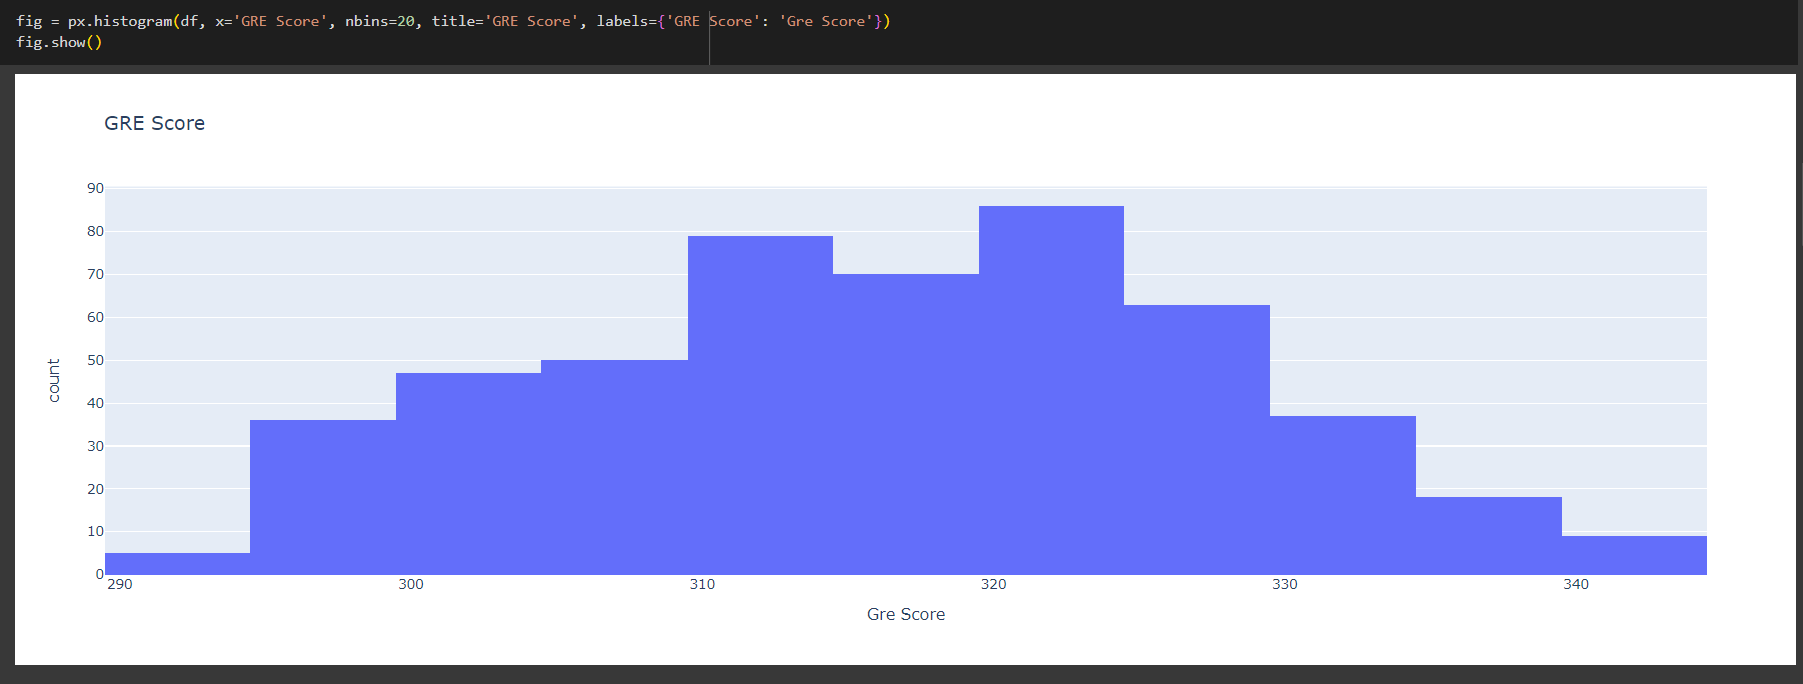 fig = px.histogram(df, x='GRE Score', nbins=20, title='GRE Score', labels={'GRE Score': 'Gre Score'})
fig.show()
GRE Score
90
80
70
60
50
40
30
20
10
0
count
290 300 310 320 330 340
Gre Score